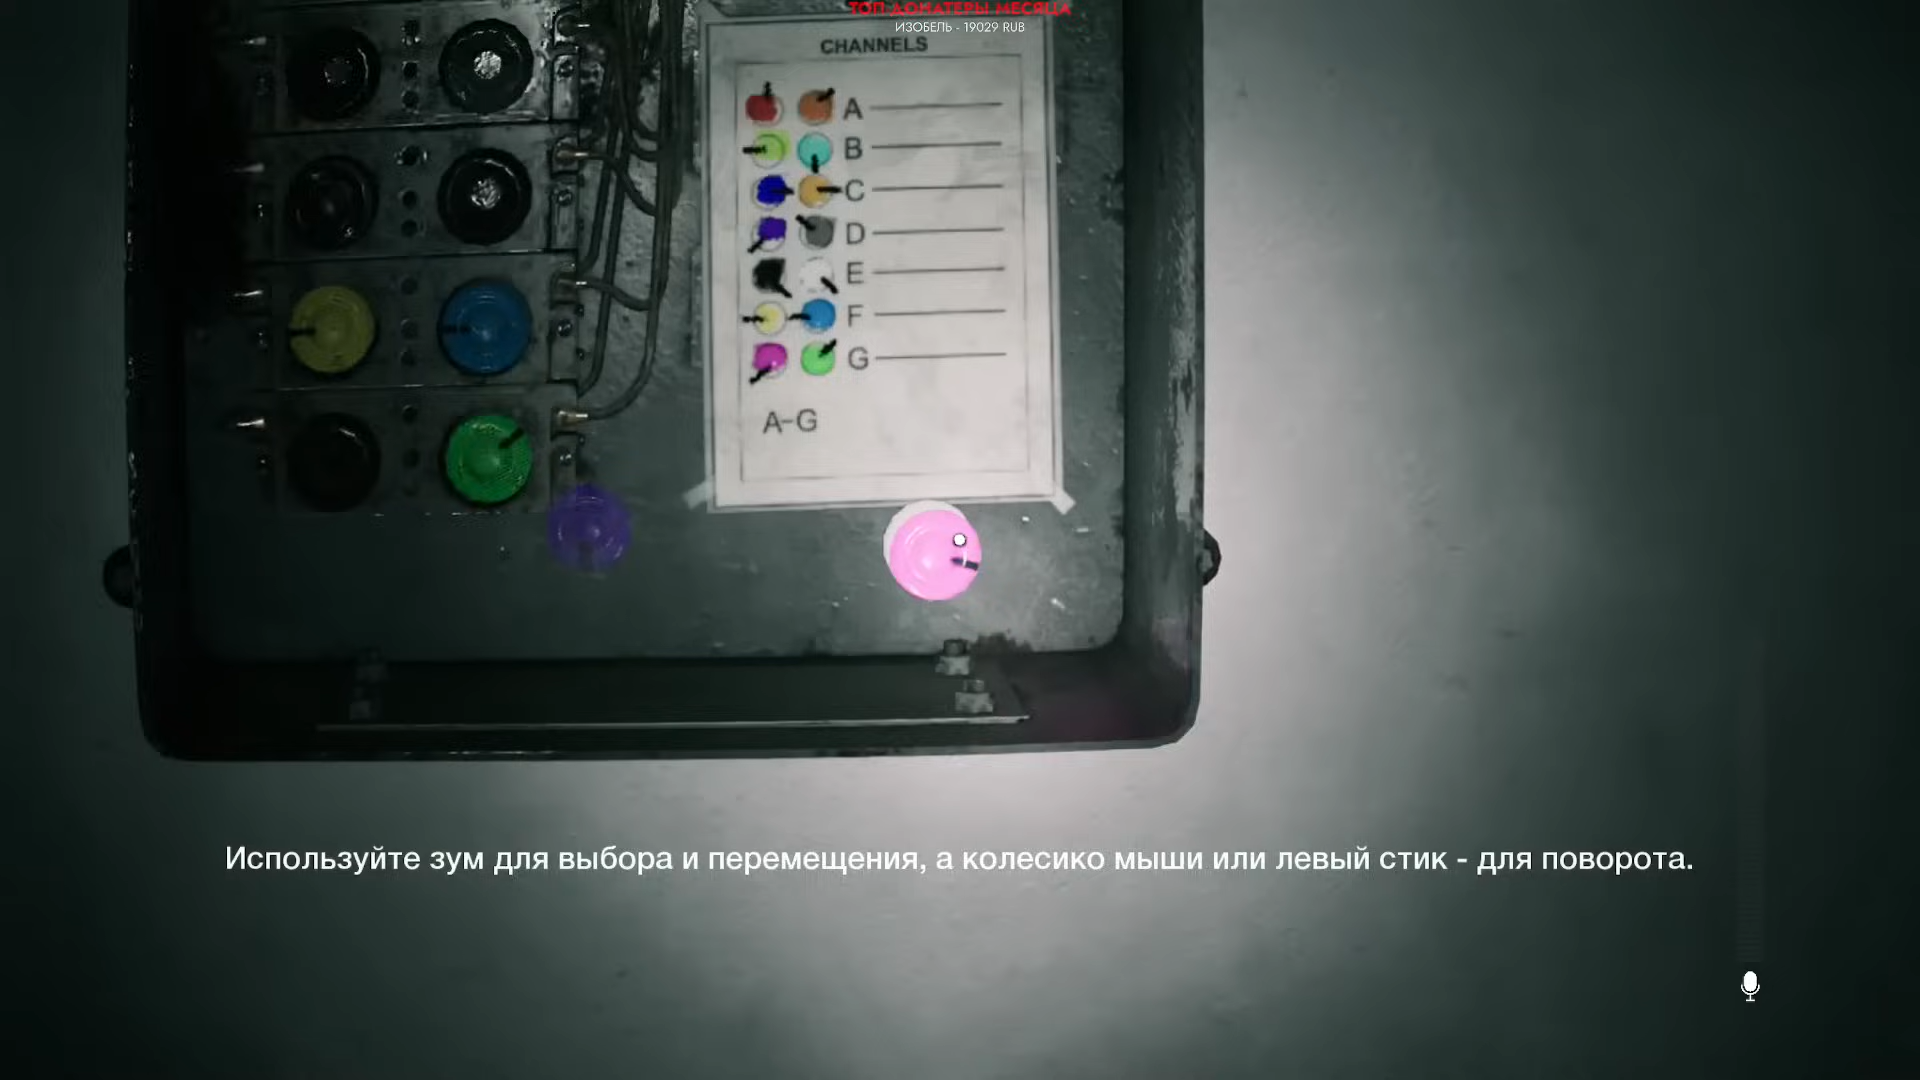 ТОП ДОНАТЕРЫ МЕСЯЦА
ИЗОБЕЛЬ - 19029 RUB
CHANNELS
A
B
C
D
E
F
G
A-G
Используйте зум для выбора и перемещения, а колесико мыши или левый стик - для поворота.